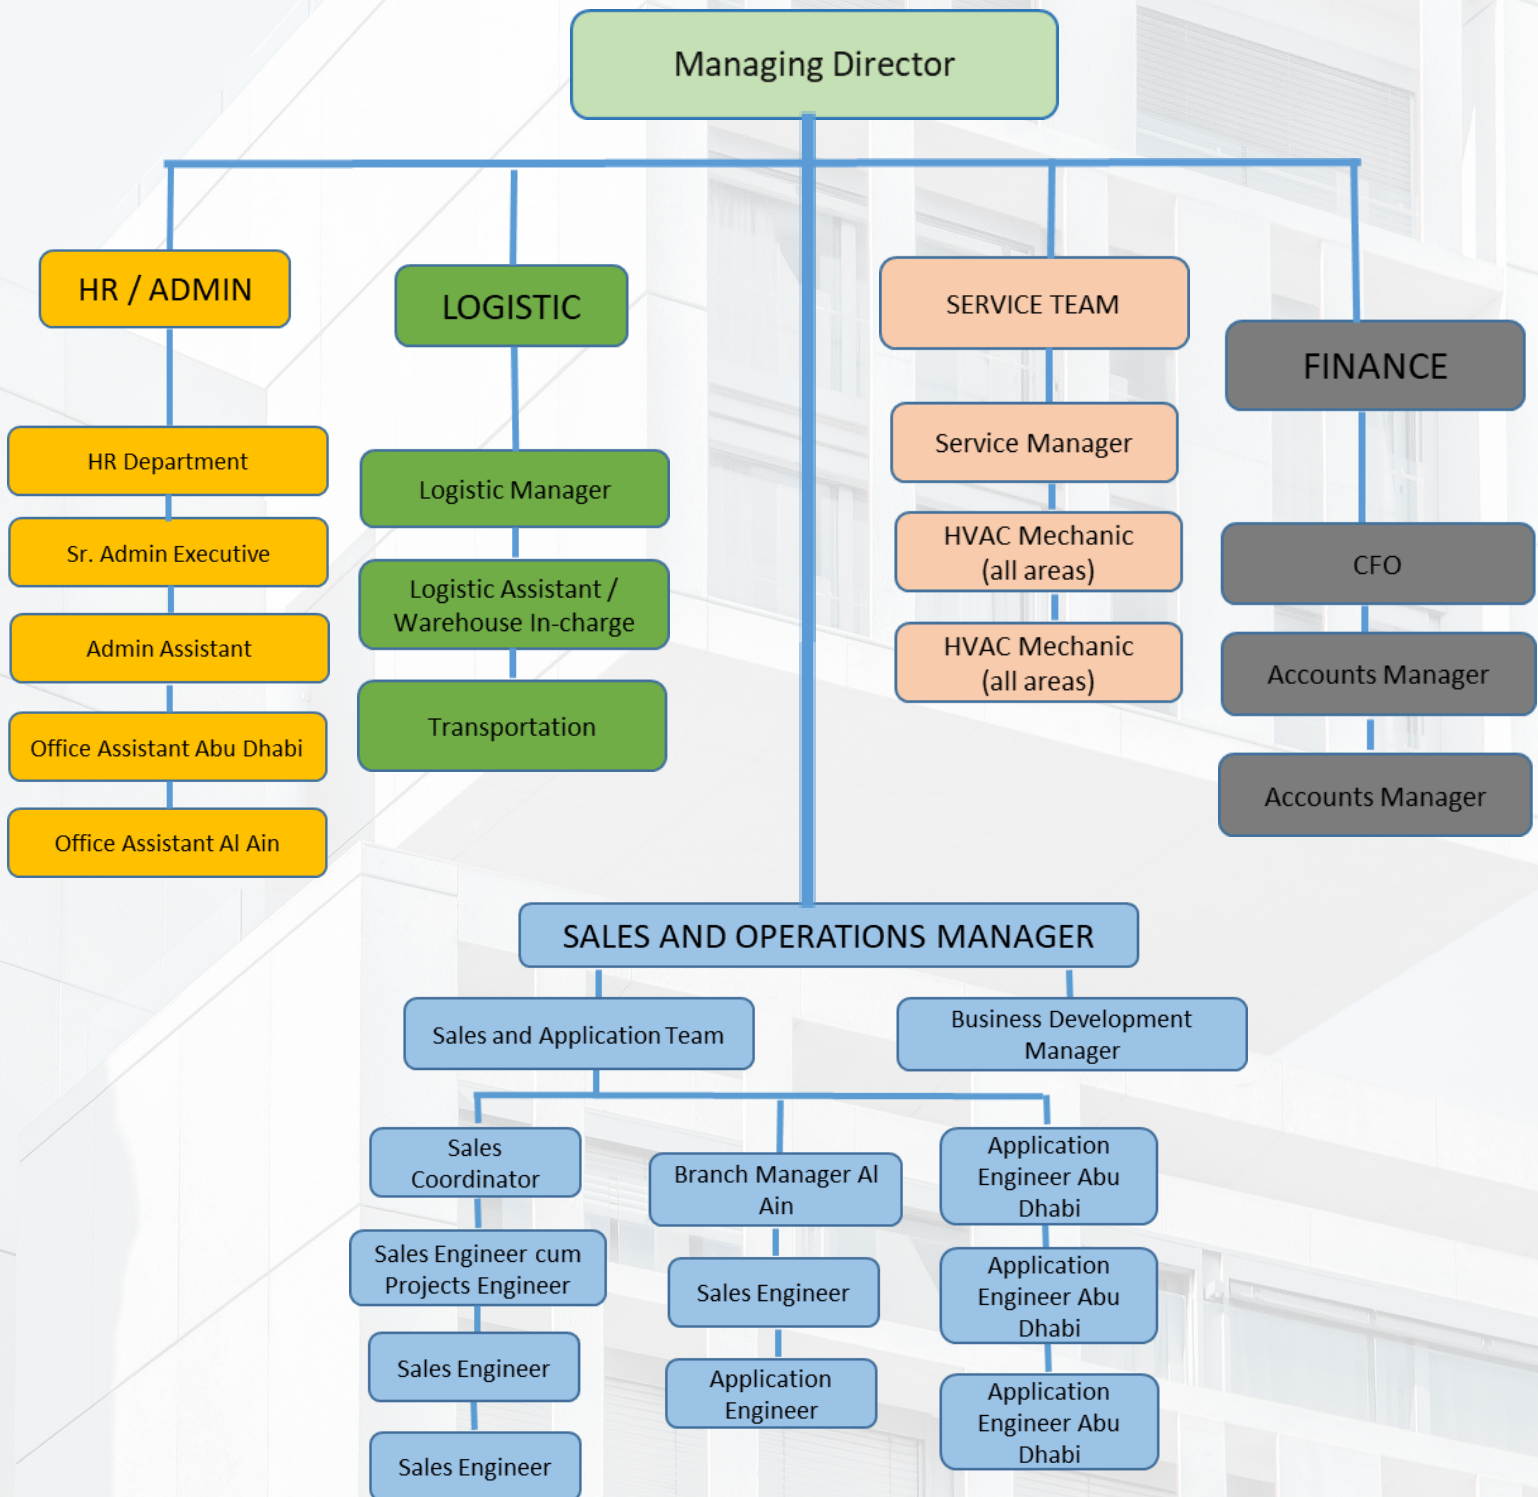 Managing Director
HR / ADMIN
HR Department
Sr. Admin Executive
Admin Assistant
Office Assistant Abu Dhabi
Office Assistant Al Ain
LOGISTIC
Logistic Manager
Logistic Assistant /
Warehouse In-charge
Transportation
SERVICE TEAM
Service Manager
HVAC Mechanic
(all areas)
HVAC Mechanic
(all areas)
FINANCE
CFO
Accounts Manager
Accounts Manager
SALES AND OPERATIONS MANAGER
Sales and Application Team
Business Development
Manager
Sales
Coordinator
Sales Engineer cum
Projects Engineer
Sales Engineer
Sales Engineer
Branch Manager Al
Ain
Sales Engineer
Application
Engineer
Application
Engineer Abu
Dhabi
Application
Engineer Abu
Dhabi
Application
Engineer Abu
Dhabi